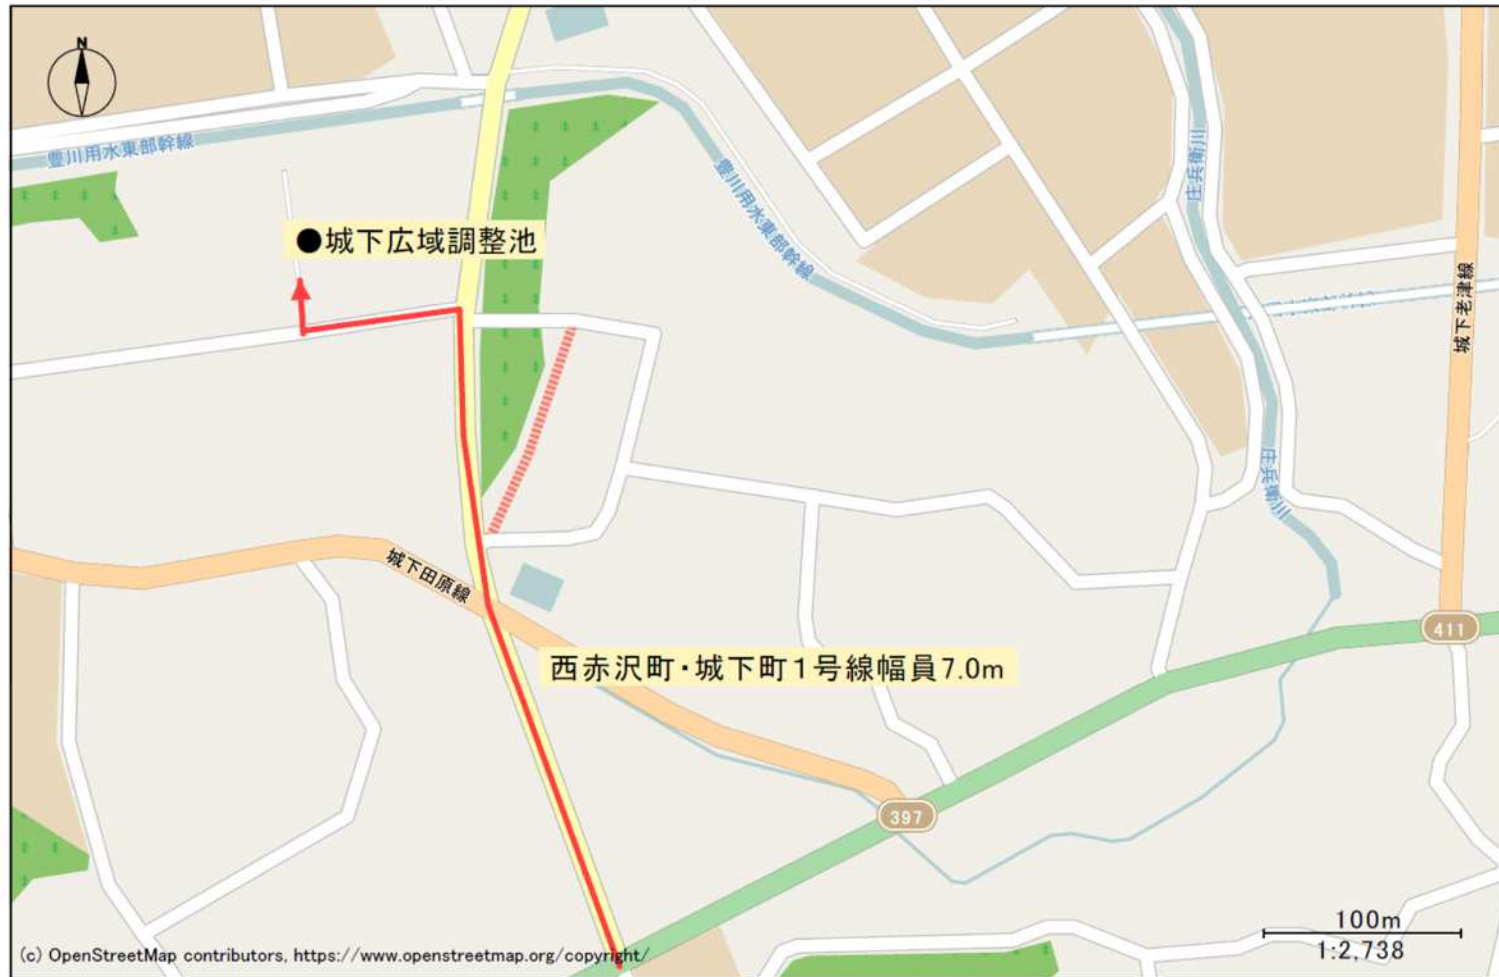 N
豊川用水東部幹線
豊川用水東部幹線
庄兵衛川
●城下広域調整池
城下老津線
庄兵衛川
城下田原線
411
西赤沢町・城下町１号線幅員7.0m
397
100m
1:2,738
(c) OpenStreetMap contributors, https://www.openstreetmap.org/copyright/